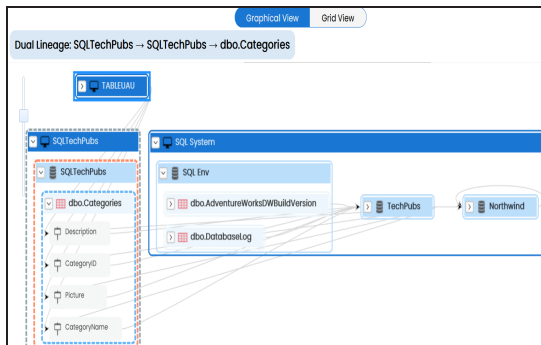 Graphical View Grid View
Dual Lineage: SQLTechPubs → SQLTechPubs → dbo.Categories
TABLEUAU
SQLTechPubs
SQL System
SQLTechPubs
SQL Env
dbo.Categories
dbo.AdventureWorksDWBuildVersion
TechPubs
Northwind
Description
dbo.DatabaseLog
CategoryID
Picture
CategoryName